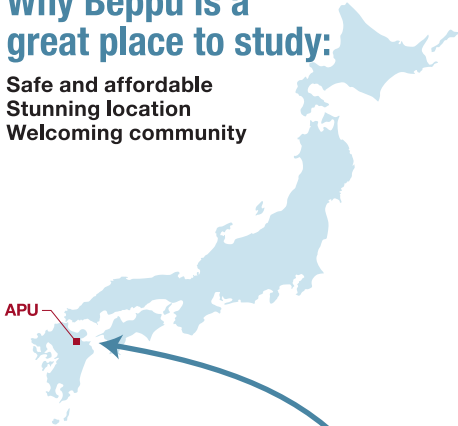 Why Beppu is a
great place to study:
Safe and affordable
Stunning location
Welcoming community
APU